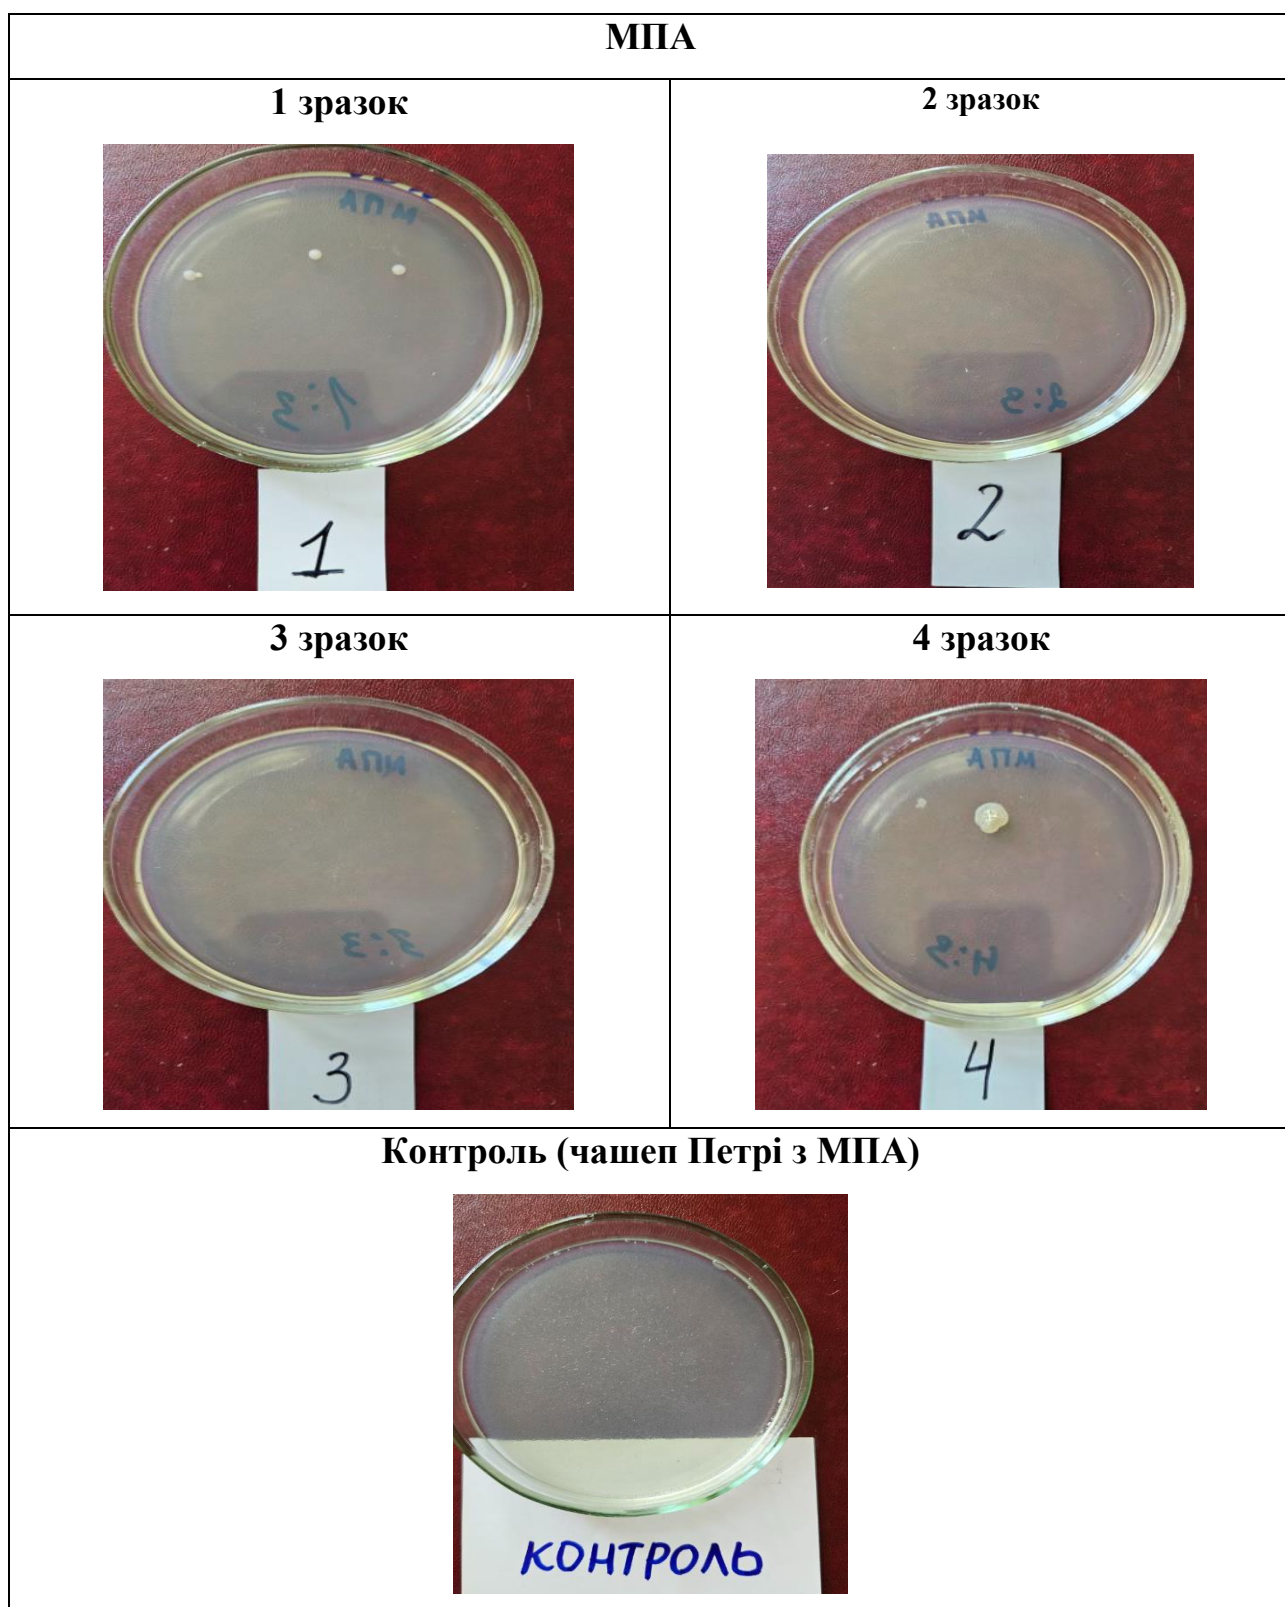 МПА
1 зразок
2 зразок
МПА
1:3
1
МПА
2:3
2
3 зразок
4 зразок
МПА
3:3
3
МПА
4:3
4
Контроль (чашеп Петрі з МПА)
КОНТРОЛЬ